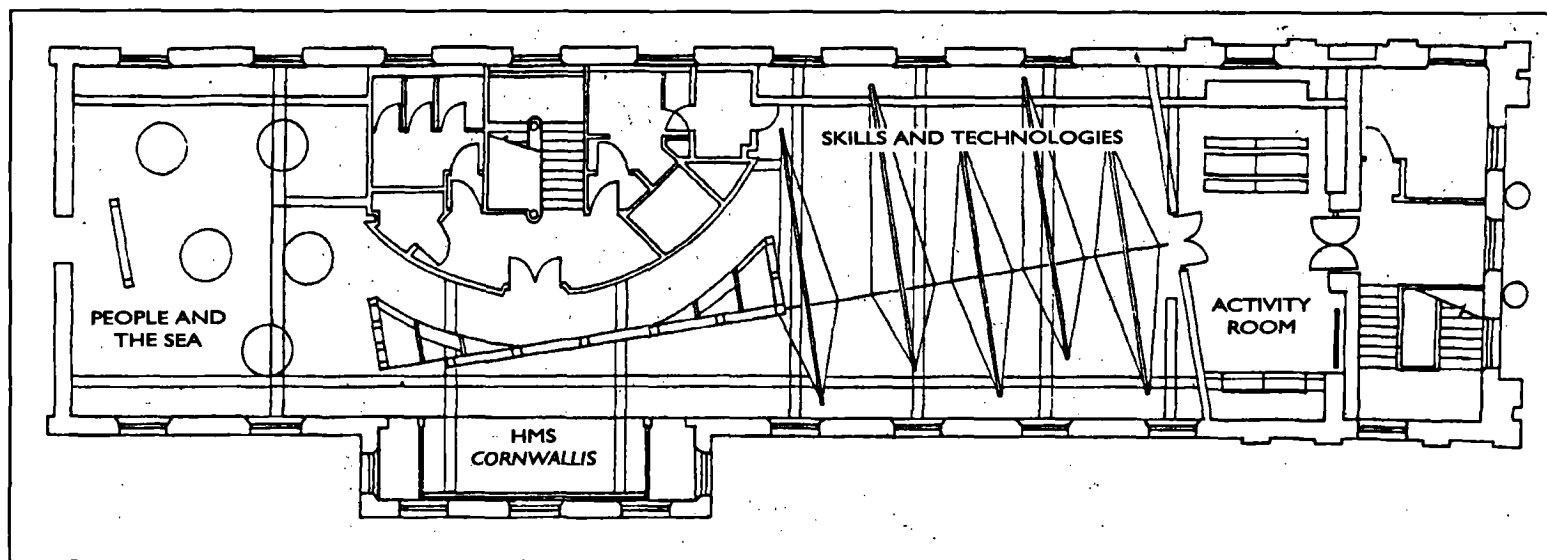 SKILLS AND TECHNOLOGIES
PEOPLE AND
THE SEA
ACTIVITY
ROOM
HMS
CORNWALLIS